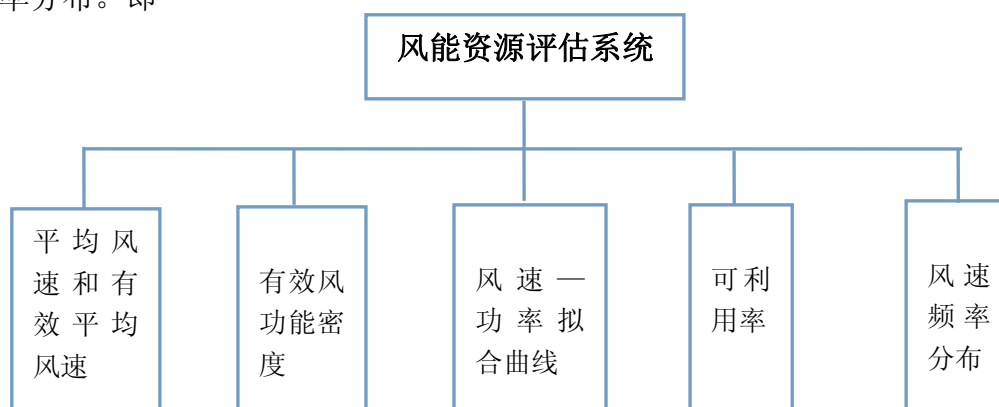 率分布。即
风能资源评估系统
平均风
速和有
效平均
风速
有效风
功能密
度
风速—
功率拟
合曲线
可利
用率
风速
频率
分布